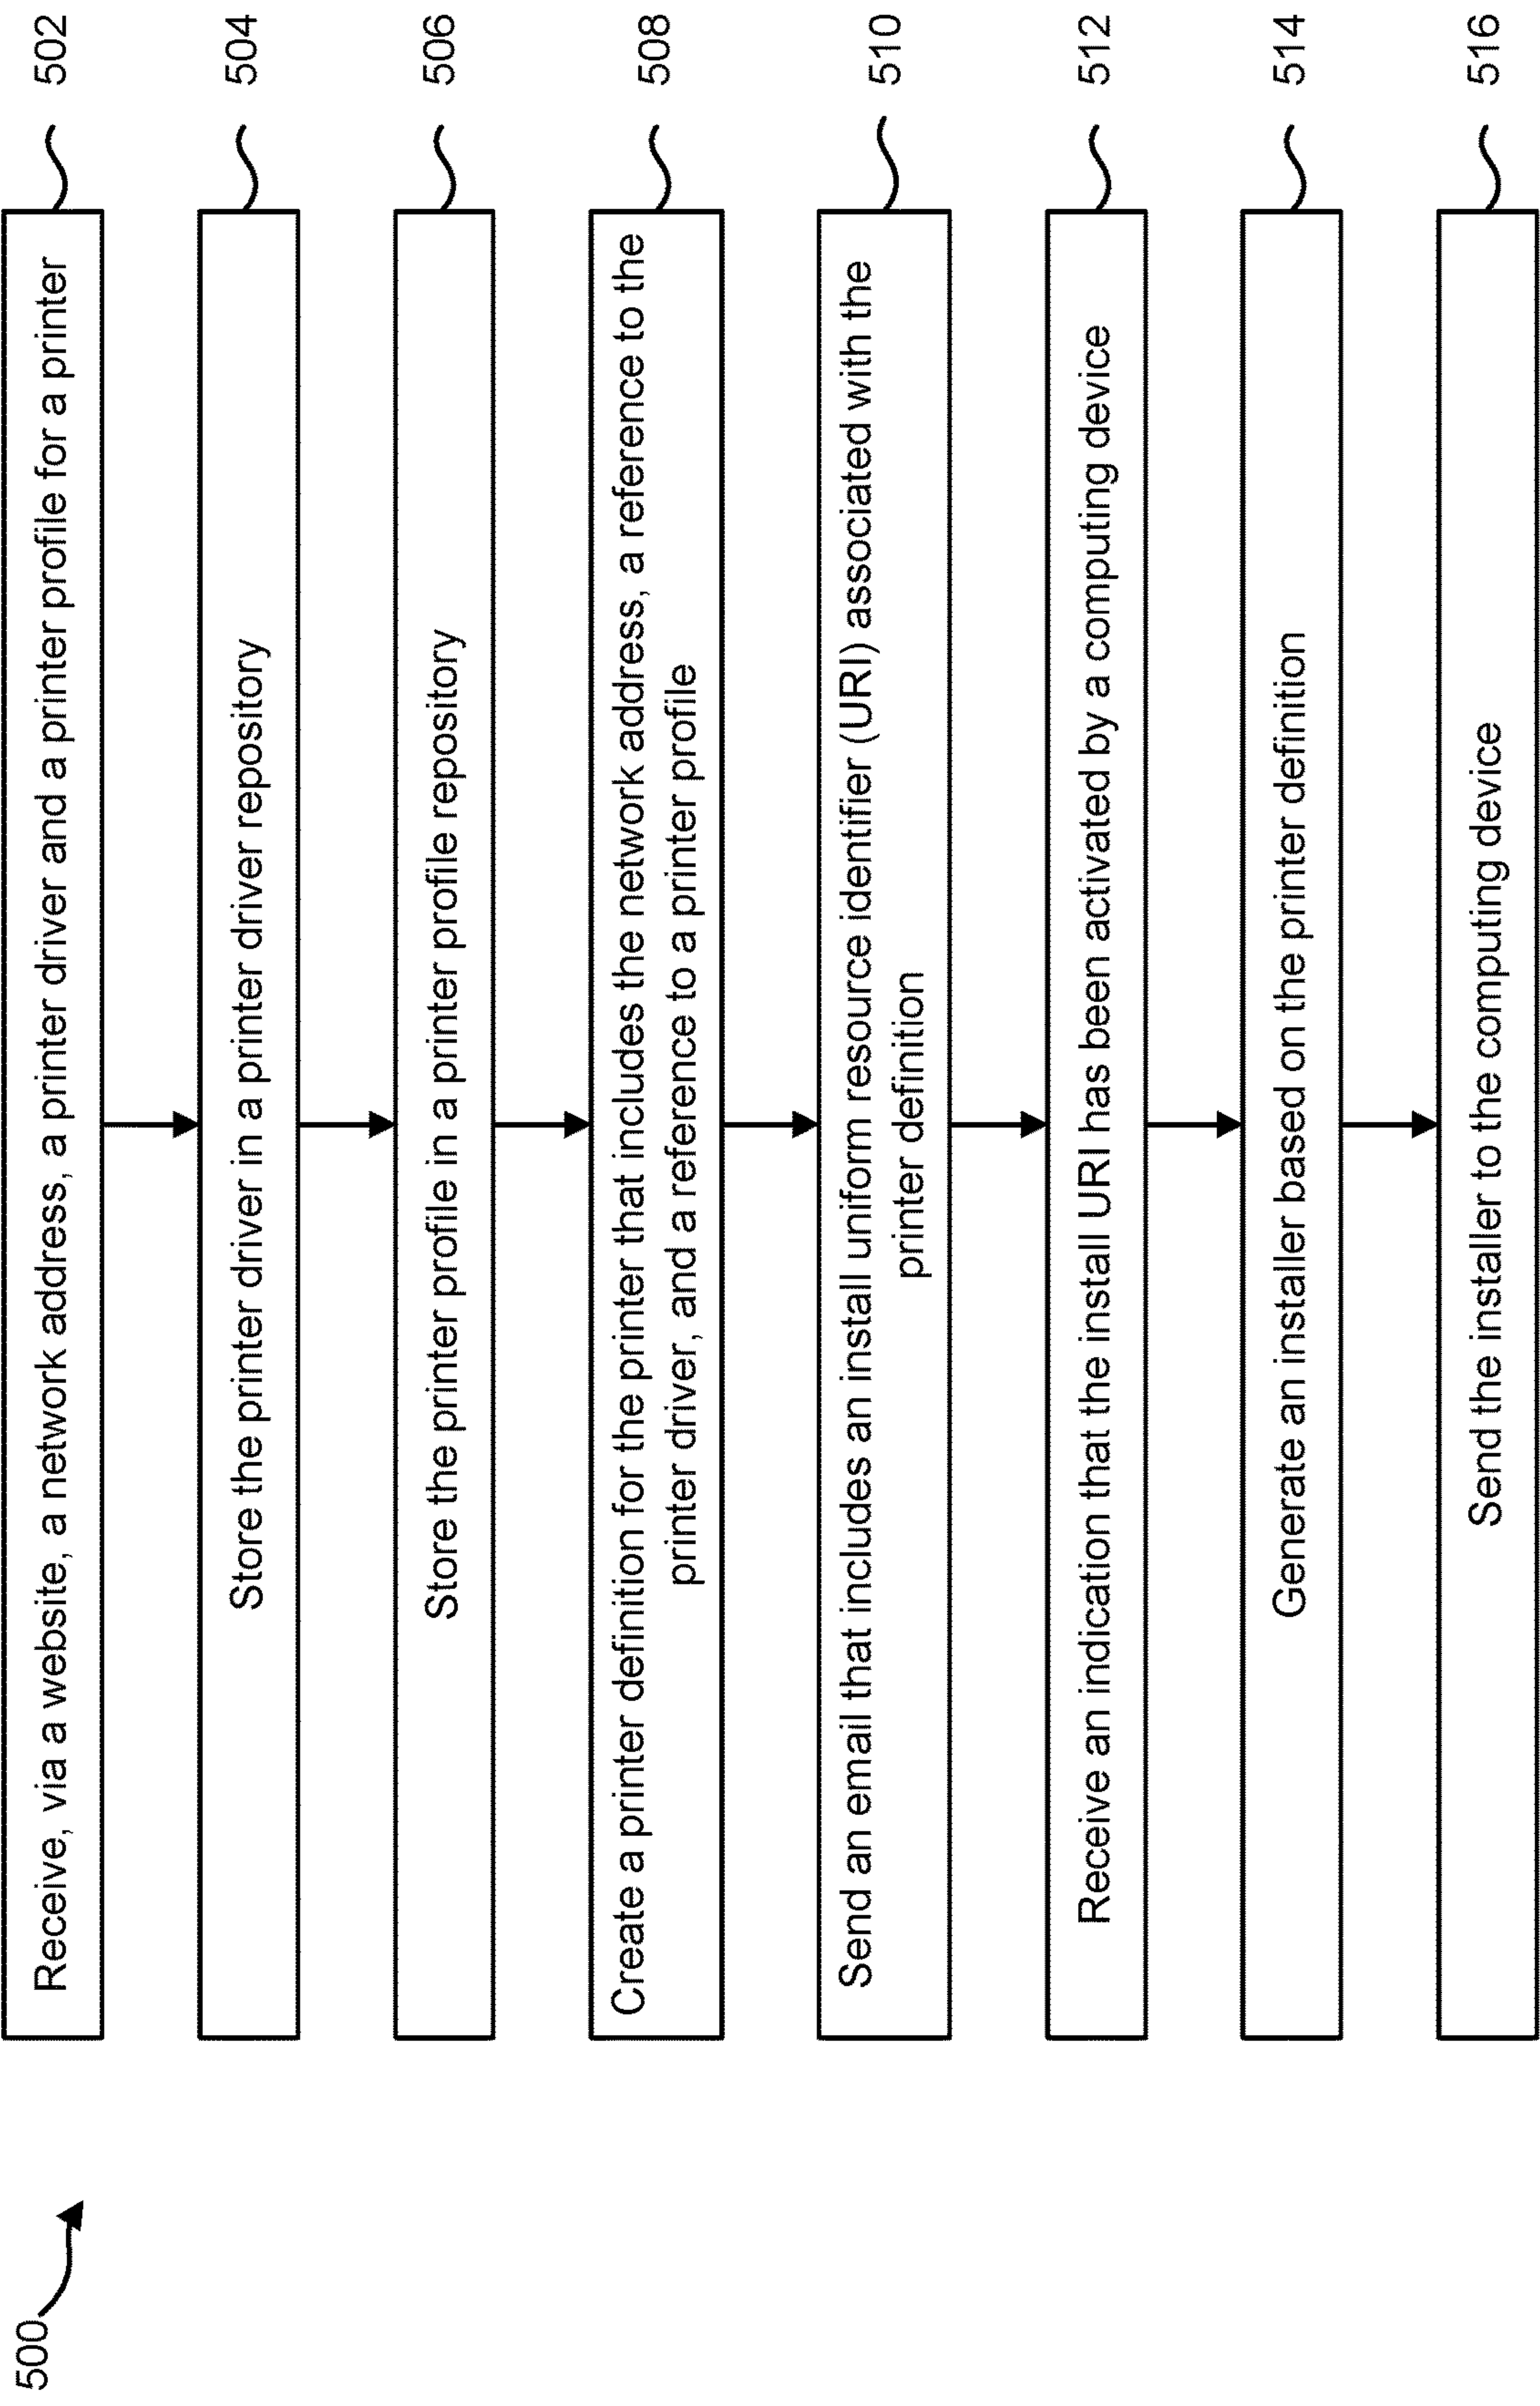 500
Receive, via a website, a network address, a printer driver and a printer profile for a printer
502
Store the printer driver in a printer driver repository
504
Store the printer profile in a printer profile repository
506
Create a printer definition for the printer that includes the network address, a reference to the
printer driver, and a reference to a printer profile
508
Send an email that includes an install uniform resource identifier (URI) associated with the
printer definition
510
Receive an indication that the install URI has been activated by a computing device
512
Generate an installer based on the printer definition
514
Send the installer to the computing device
516